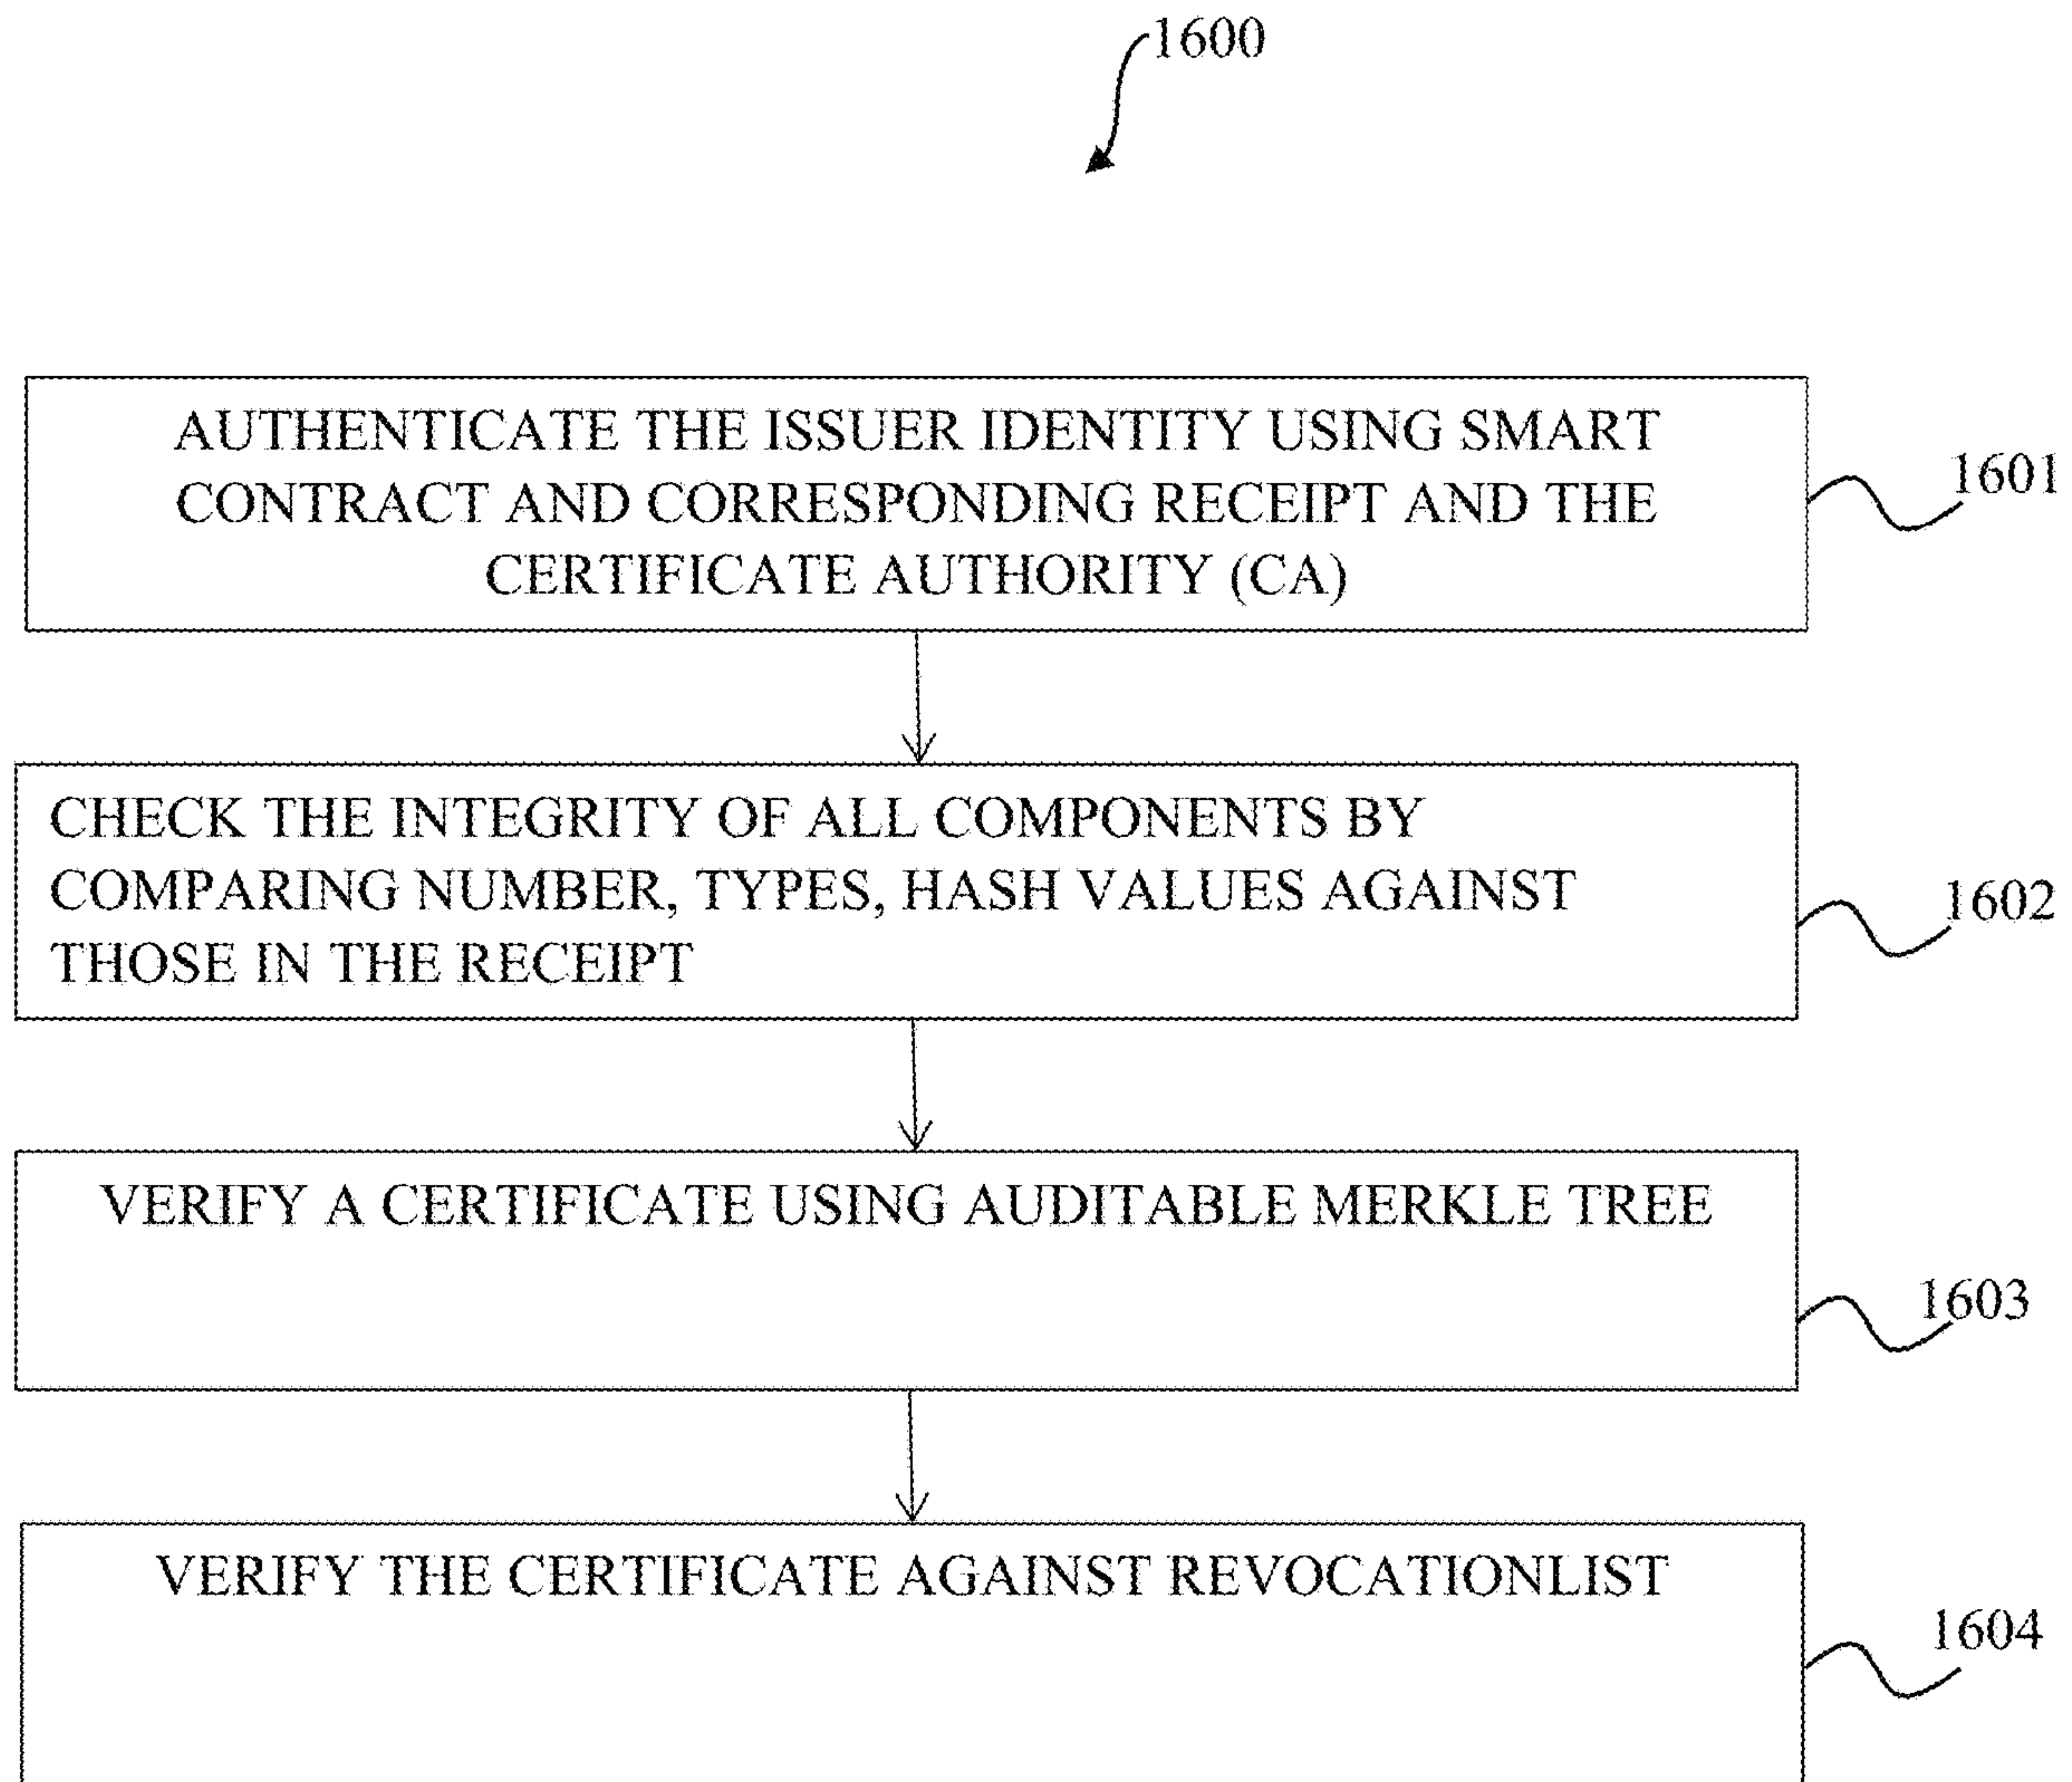 1600
AUTHENTICATE THE ISSUER IDENTITY USING SMART
CONTRACT AND CORRESPONDING RECEIPT AND THE
CERTIFICATE AUTHORITY (CA)
1601
CHECK THE INTEGRITY OF ALL COMPONENTS BY
COMPARING NUMBER, TYPES, HASH VALUES AGAINST
THOSE IN THE RECEIPT
1602
VERIFY A CERTIFICATE USING AUDITABLE MERKLE TREE
1603
VERIFY THE CERTIFICATE AGAINST REVOCATIONLIST
1604